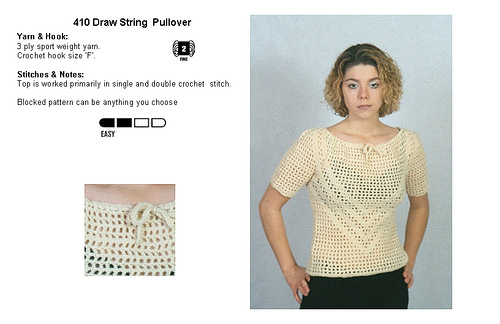 410 Draw String Pullover
Yarn & Hook:
3 ply sport weight yarn.
Crochet hook size "F".
2
FINE
Stitches & Notes:
Top is worked primarily in single and double crochet stitch.
Blocked pattern can be anything you choose
EASY